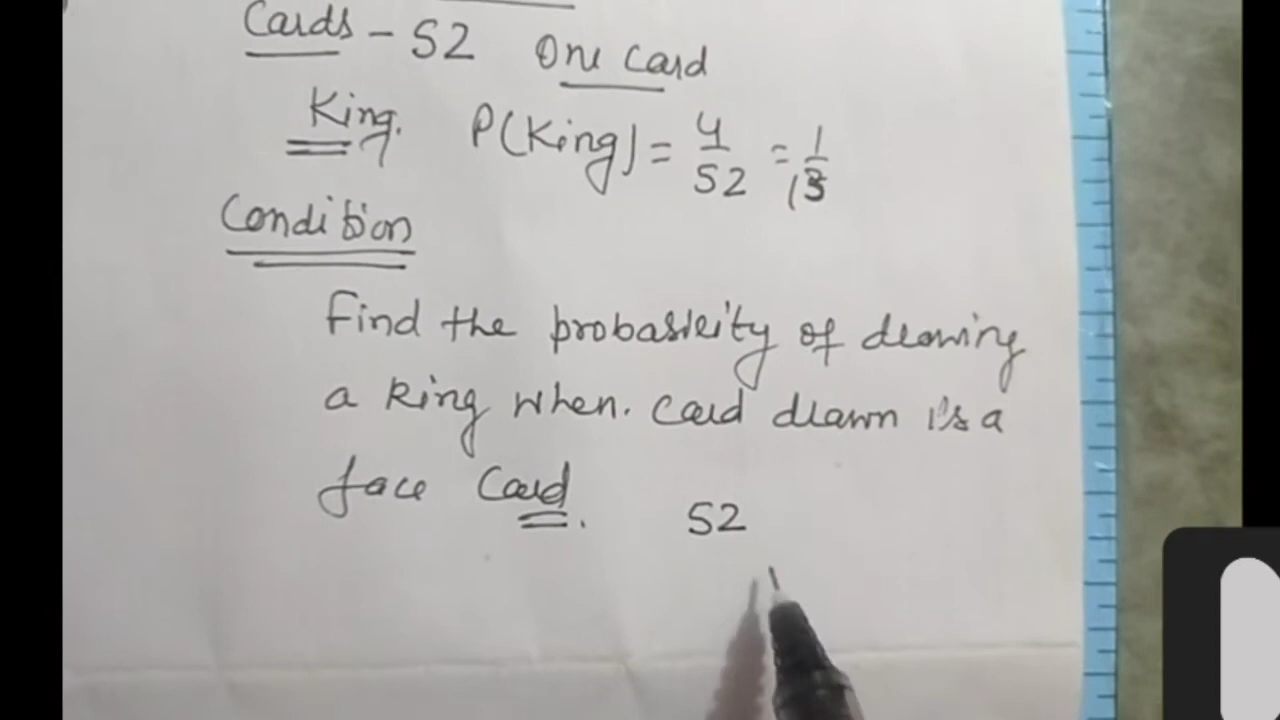 Cards - 52 One Card
King. P(King) = 4/52 = 1/13
Condition
Find the probability of drawing
a King when. Card drawn is a
face Card.
52